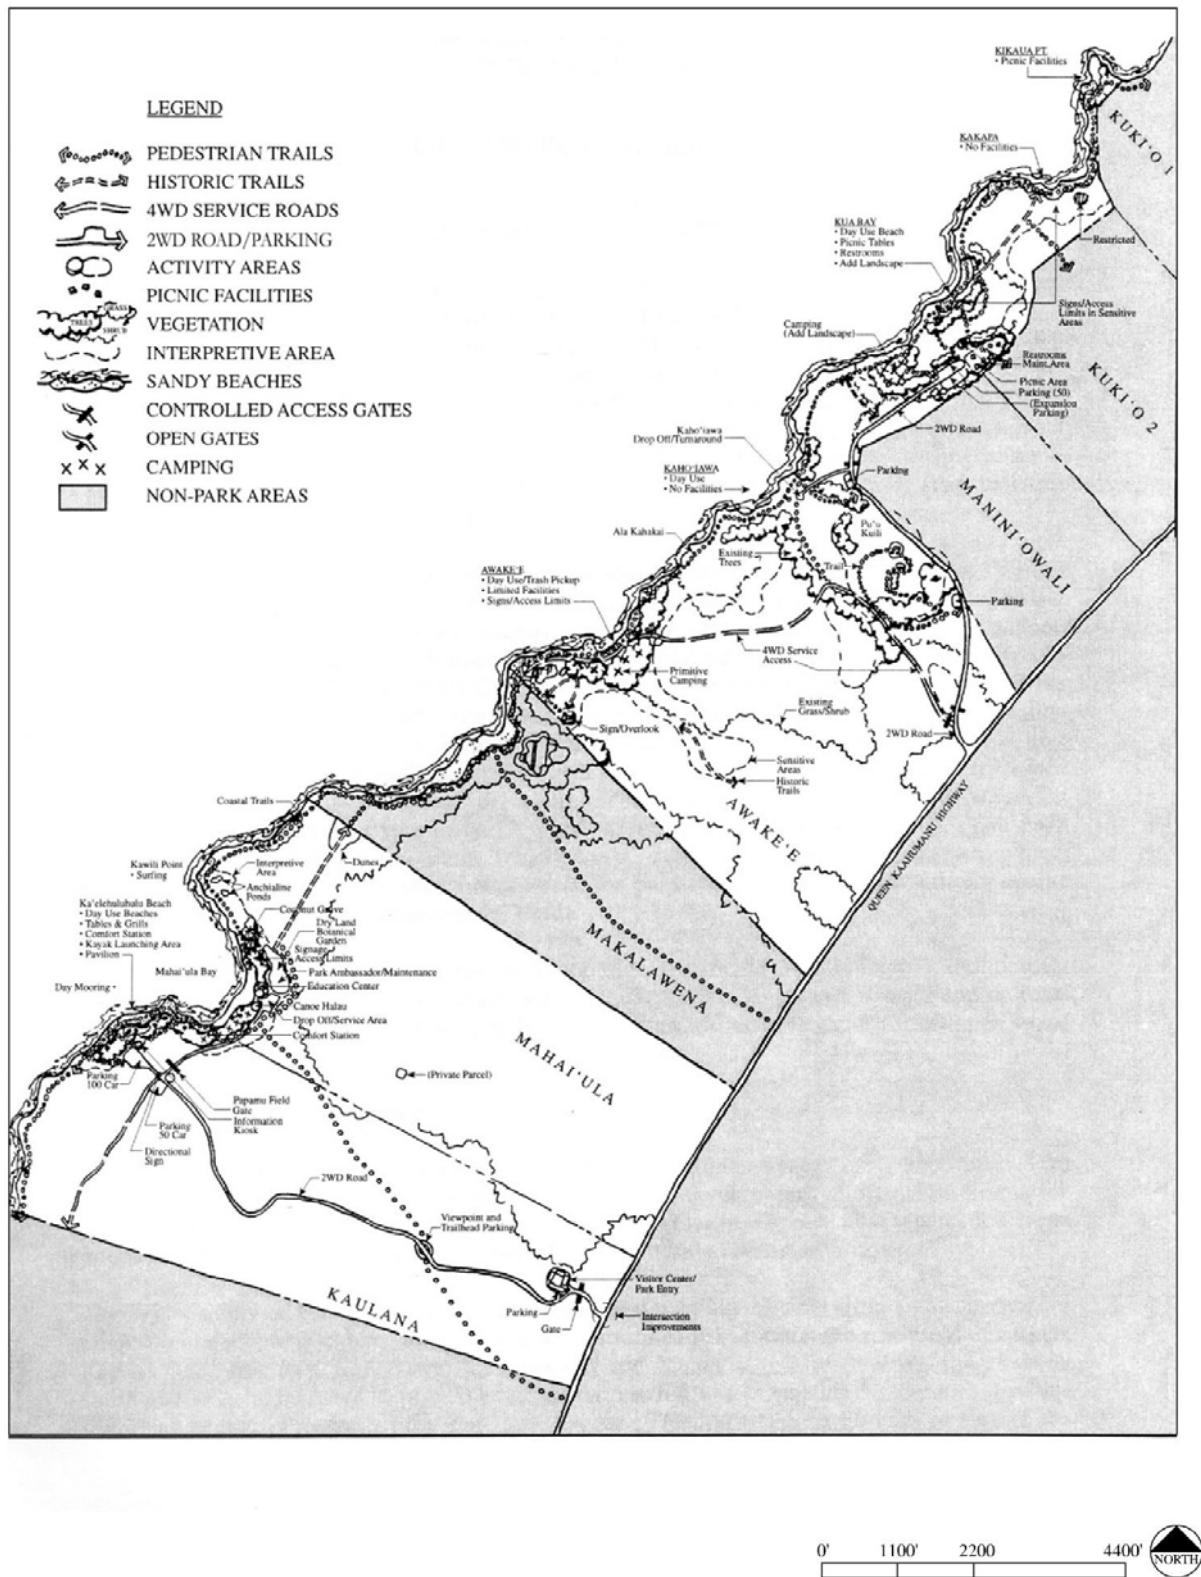 LEGEND
PEDESTRIAN TRAILS
HISTORIC TRAILS
4WD SERVICE ROADS
2WD ROAD/PARKING
ACTIVITY AREAS
PICNIC FACILITIES
GRASS
TREES
SHRUB
VEGETATION
INTERPRETIVE AREA
SANDY BEACHES
CONTROLLED ACCESS GATES
OPEN GATES
CAMPING
NON-PARK AREAS
KIKAUA PT.
• Picnic Facilities
KUKI'O 1
KAKAPA
• No Facilities
Restricted
KUA BAY
• Day Use Beach
• Picnic Tables
• Restrooms
• Add Landscape
Signs/Access
Limits in Sensitive
Areas
Camping
(Add Landscape)
Restrooms
Maint. Area
Picnic Area
Parking (50)
(Expansion
Parking)
KUKI'O 2
2WD Road
Kaho'iawa
Drop Off/Turnaround
KAHO'IAWA
• Day Use
• No Facilities
Parking
MANINI'OWALI
Pu'u
Kuili
Ala Kahakai
Existing
Trees
Trail
AWAKE'E
• Day Use/Trash Pickup
• Limited Facilities
• Signs/Access Limits
Parking
4WD Service
Access
Primitive
Camping
Existing
Grass/Shrub
Sign/Overlook
2WD Road
Sensitive
Areas
Historic
Trails
AWAKE'E
QUEEN KAAHUMANU HIGHWAY
Coastal Trails
Kawili Point
• Surfing
Interpretive
Area
Dunes
Anchialine
Ponds
Ka'elehuluhulu Beach
• Day Use Beaches
• Tables & Grills
• Comfort Station
• Kayak Launching Area
• Pavilion
Coconut Grove
Dry Land
Botanical
Garden
Signage
Access Limits
MAKALAWENA
Mahai'ula Bay
Park Ambassador/Maintenance
Education Center
Day Mooring •
Canoe Halau
Drop Off/Service Area
Comfort Station
MAHAI'ULA
(Private Parcel)
Parking
100 Car
Papamu Field
Gate
Information
Kiosk
Parking
50 Car
Directional
Sign
2WD Road
Viewpoint and
Trailhead Parking
Visitor Center/
Park Entry
KAULANA
Parking
Gate
Intersection
Improvements
0' 1100' 2200 4400'
NORTH